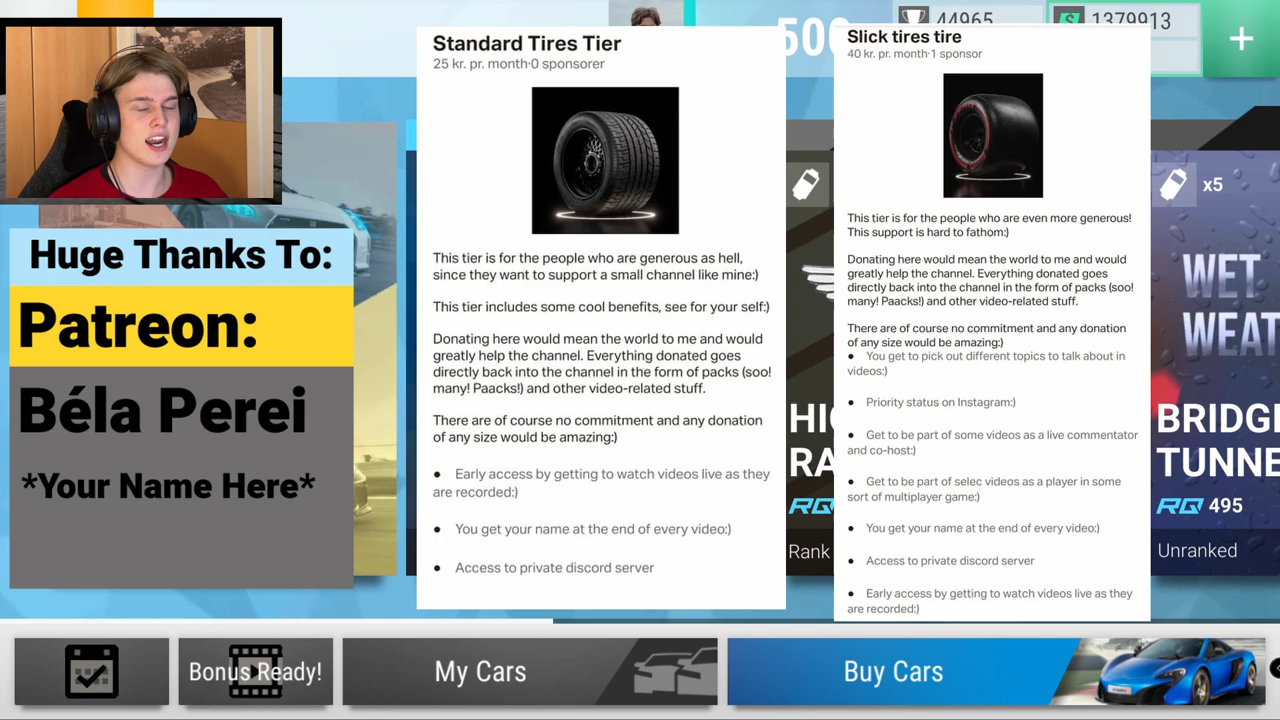 500
44965
1379913
+
Huge Thanks To:
Patreon:
Béla Perei
*Your Name Here*
Standard Tires Tier
25 kr. pr. month·0 sponsorer
This tier is for the people who are generous as hell,
since they want to support a small channel like mine:)
This tier includes some cool benefits, see for your self:)
Donating here would mean the world to me and would
greatly help the channel. Everything donated goes
directly back into the channel in the form of packs (soo!
many! Paacks!) and other video-related stuff.
There are of course no commitment and any donation
of any size would be amazing:)
● Early access by getting to watch videos live as they
are recorded:)
● You get your name at the end of every video:)
● Access to private discord server
Slick tires tire
40 kr. pr. month·1 sponsor
This tier is for the people who are even more generous!
This support is hard to fathom:)
Donating here would mean the world to me and would
greatly help the channel. Everything donated goes
directly back into the channel in the form of packs (soo!
many! Paacks!) and other video-related stuff.
There are of course no commitment and any donation
of any size would be amazing:)
● You get to pick out different topics to talk about in
videos:)
● Priority status on Instagram:)
● Get to be part of some videos as a live commentator
and co-host:)
● Get to be part of selec videos as a player in some
sort of multiplayer game:)
● You get your name at the end of every video:)
● Access to private discord server
● Early access by getting to watch videos live as they
are recorded:)
HI
RA
RQ
Rank
x5
WET
WEAT
BRIDG
TUNNE
RQ 495
Unranked
Bonus Ready!
My Cars
Buy Cars